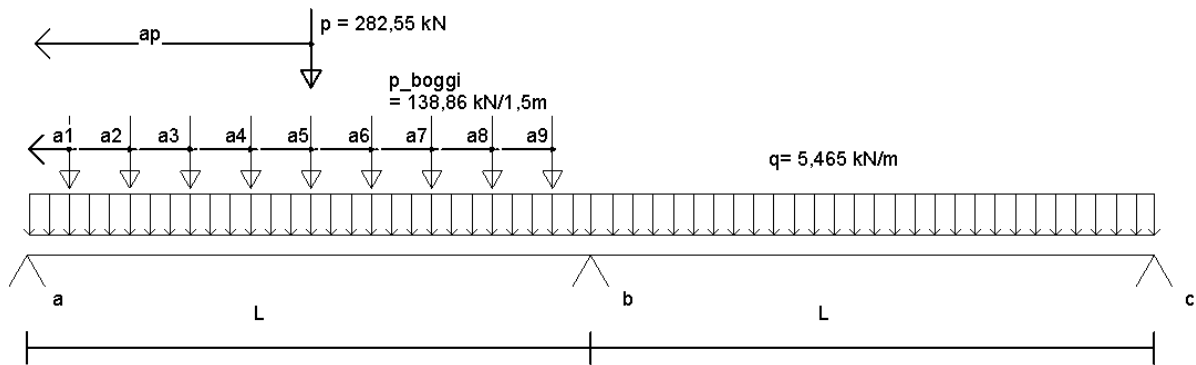 p = 282,55 kN
ap
p_boggi
= 138,86 kN/1,5m
a1 a2 a3 a4 a5 a6 a7 a8 a9
q= 5,465 kN/m
a b c
L L